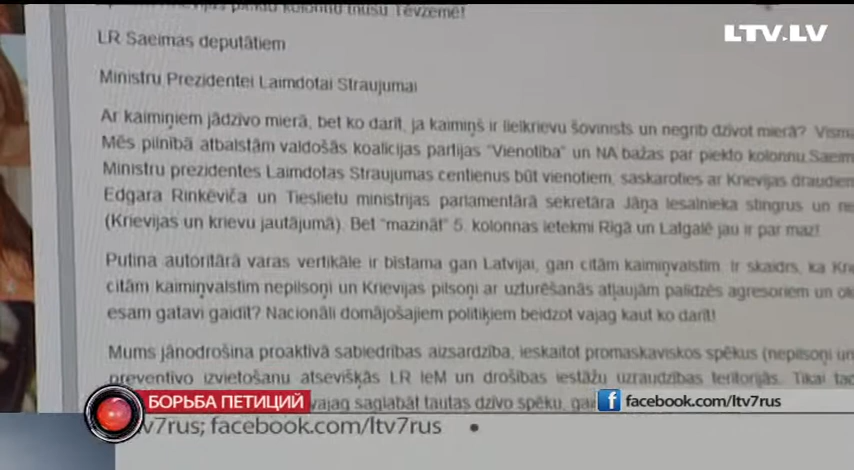 LTV.LV
LR Saeimas deputātiem
Ministru Prezidentei Laimdotai Straujumai
Ar kaimiņiem jādzīvo mierā, bet ko darīt, ja kaimiņš ir lielkrievu šovinists un negrib dzīvot mierā?
Mēs pilnībā atbalstām valdošās koalīcijas partijas "Vienotība" un NA bažas par piekto kolonnu.
Ministru prezidentes Laimdotas Straujumas centienus būt vienotiem, saskaroties ar Krievijas
Edgara Rinkēviča un Tieslietu ministrijas parlamentārā sekretāra Jāņa Iesalnieka stingrus un
(Krievijas un krievu jautājumā). Bet "mazināt" 5. kolonnas ietekmi Rīgā un Latgalē jau ir par maz!
Putina autoritārā varas vertikāle ir bīstama gan Latvijai, gan citām kaimiņvalstīm. Ir skaidrs, ka
citām kaimiņvalstīm nepilsoņi un Krievijas pilsoņi ar uzturēšanās atļaujām palīdzēs agresoriem un
esam gatavi gaidīt? Nacionāli domājošajiem politiķiem beidzot vajag kaut ko darīt!
Mums jānodrošina proaktīvā sabiedrības aizsardzība, ieskaitot promaskaviskos spēkus (nepilsoņi
preventīvo izvietošanu atsevišķās LR IeM un drošības iestāžu uzraudzības teritorijās. Tikai
БОРЬБА ПЕТИЦИЙ vajag saglabāt tautas dzīvo spēku, facebook.com/ltv7rus
tv7rus; facebook.com/ltv7rus •